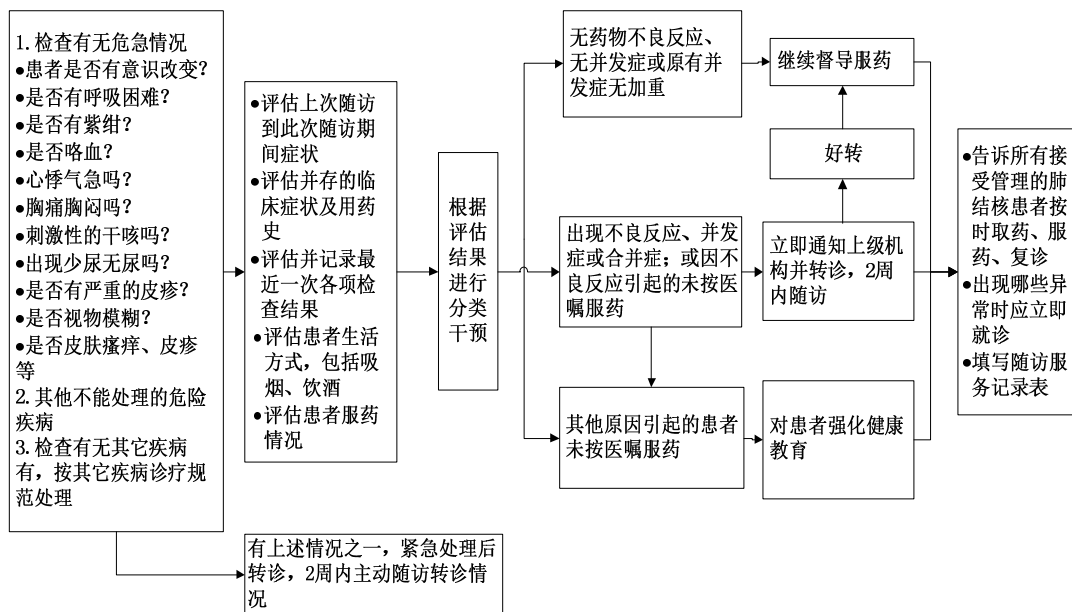 1.检查有无危急情况
●患者是否有意识改变?
●是否有呼吸困难?
●是否有紫绀?
●是否咯血?
●心悸气急吗?
●胸痛胸闷吗?
●刺激性的干咳吗?
●出现少尿无尿吗?
●是否有严重的皮疹?
●是否视物模糊?
●是否皮肤瘙痒、皮疹
等
2.其他不能处理的危险
疾病
3.检查有无其它疾病
有，按其它疾病诊疗规
范处理
有上述情况之一，紧急处理后
转诊，2周内主动随访转诊情
况
●评估上次随访
到此次随访期
间症状
●评估并存的临
床症状及用药
史
●评估并记录最
近一次各项检
查结果
●评估患者生活
方式，包括吸
烟、饮酒
●评估患者服药
情况
根据
评估
结果
进行
分类
干预
无药物不良反应、
无并发症或原有并
发症无加重
继续督导服药
好转
出现不良反应、并发
症或合并症；或因不
良反应引起的未按医
嘱服药
立即通知上级机
构并转诊，2周
内随访
其他原因引起的患者
未按医嘱服药
对患者强化健康
教育
●告诉所有接
受管理的肺
结核患者按
时取药、服
药、复诊
●出现哪些异
常时应立即
就诊
●填写随访服
务记录表